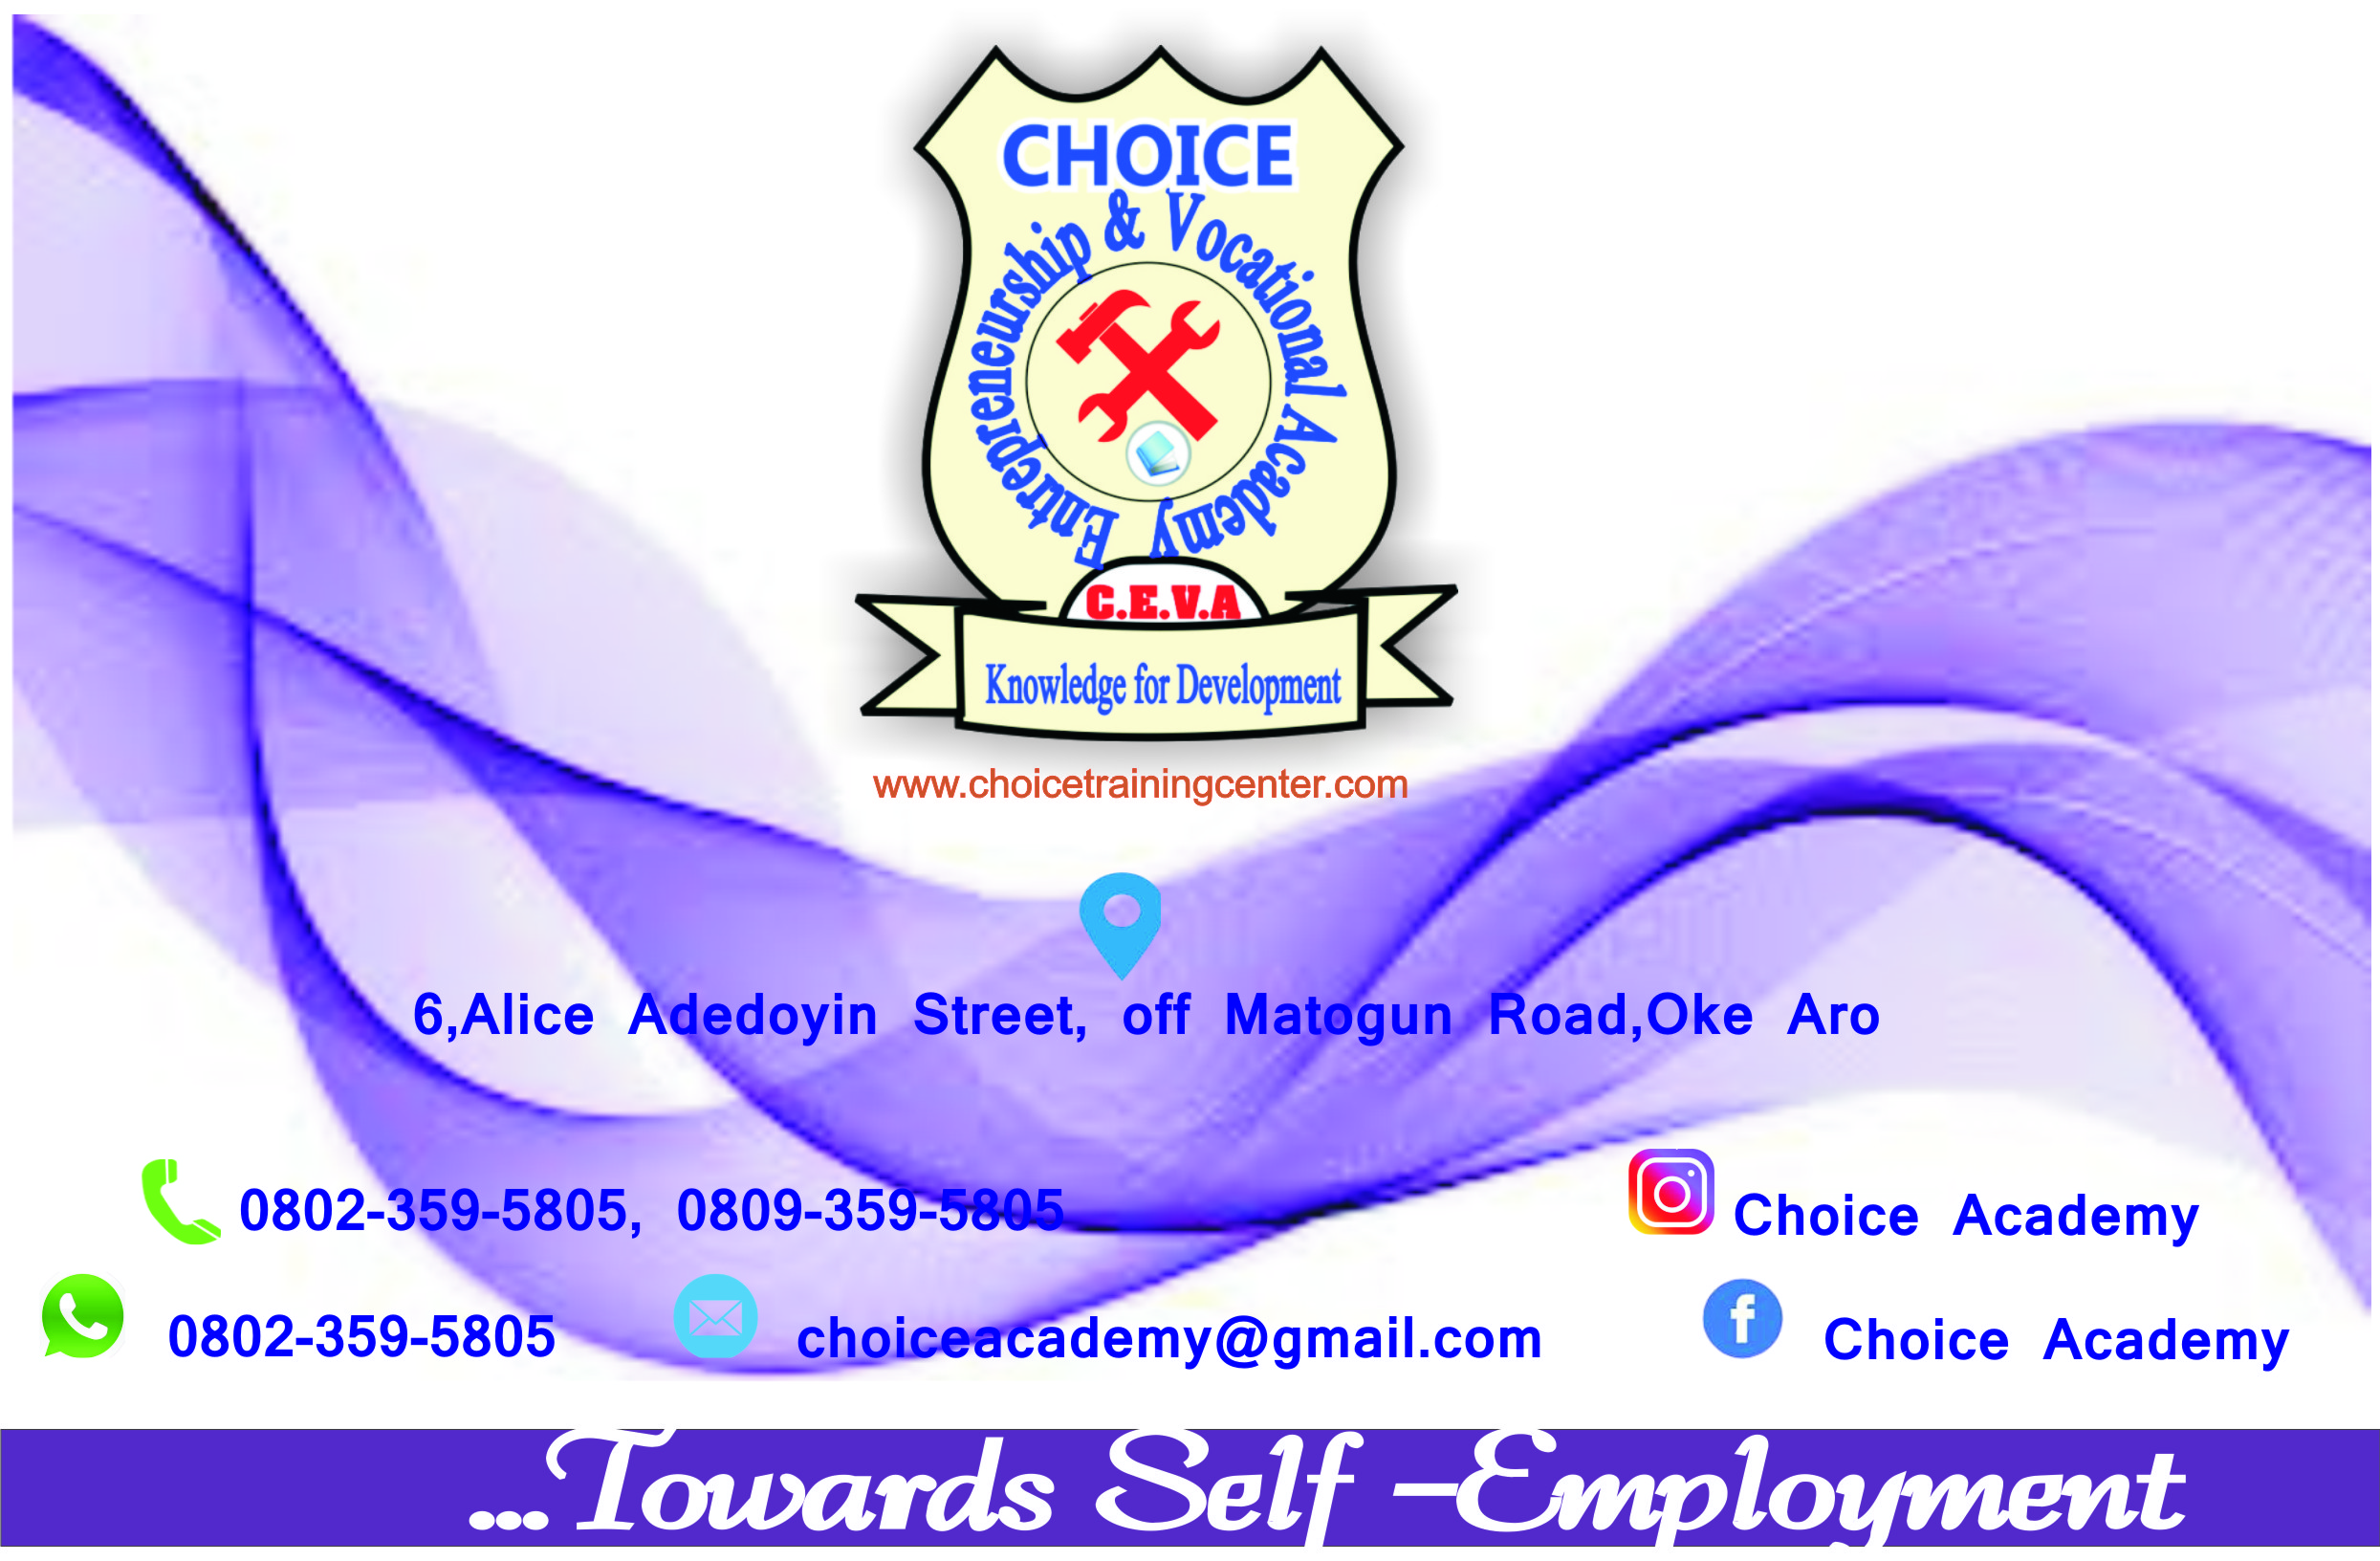 CHOICE
Entrepreneurship & Vocational Academy
C.E.V.A
Knowledge for Development
www.choicetrainingcenter.com
6,Alice Adedoyin Street, off Matogun Road,Oke Aro
0802-359-5805, 0809-359-5805
Choice Academy
0802-359-5805
choiceacademy@gmail.com
Choice Academy
...Towards Self -Employment